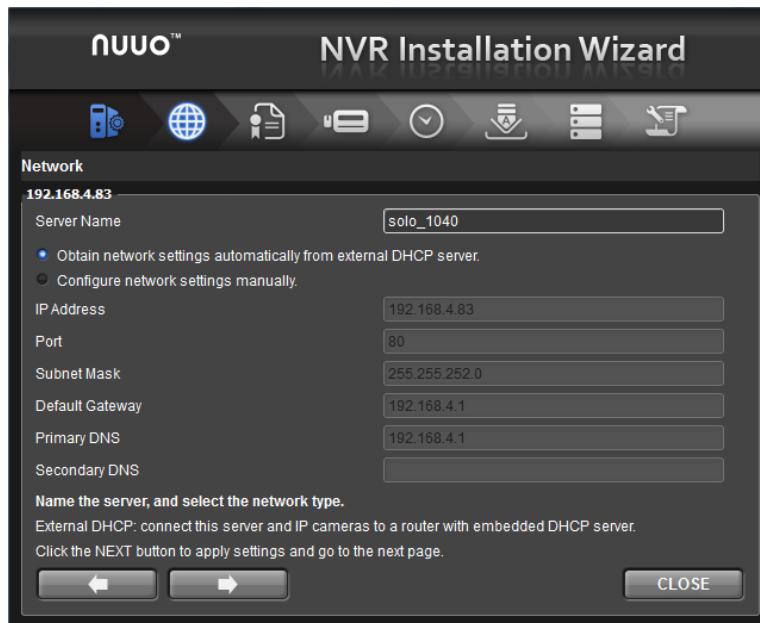 nuuo™
NVR Installation Wizard
Network
192.168.4.83
Server Name solo_1040
Obtain network settings automatically from external DHCP server.
Configure network settings manually.
IP Address 192.168.4.83
Port 80
Subnet Mask 255.255.252.0
Default Gateway 192.168.4.1
Primary DNS 192.168.4.1
Secondary DNS
Name the server, and select the network type.
External DHCP: connect this server and IP cameras to a router with embedded DHCP server.
Click the NEXT button to apply settings and go to the next page.
CLOSE